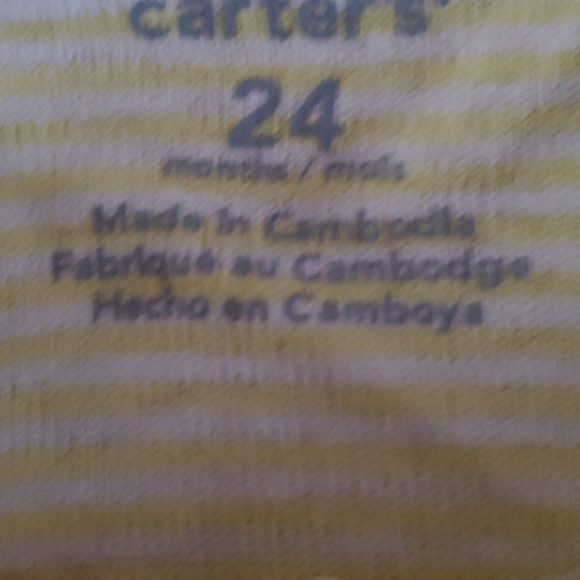 carter's
24
months / mois
Made in Cambodia
Fabriqué au Cambodge
Hecho en Camboya